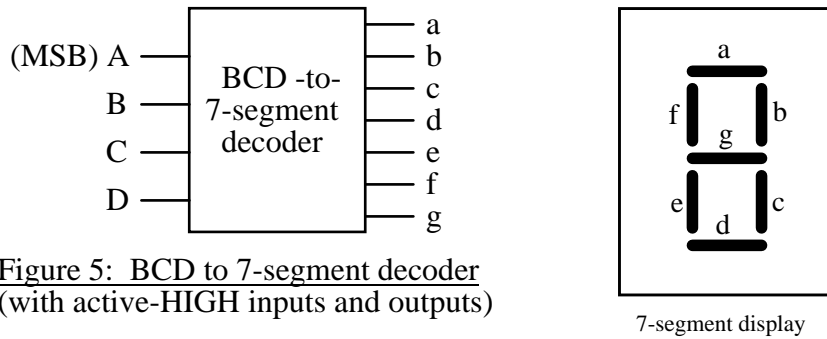 (MSB) A
B
C
D
BCD -to-
7-segment
decoder
a
b
c
d
e
f
g
Figure 5: BCD to 7-segment decoder
(with active-HIGH inputs and outputs)
a
f
b
g
e
c
d
7-segment display